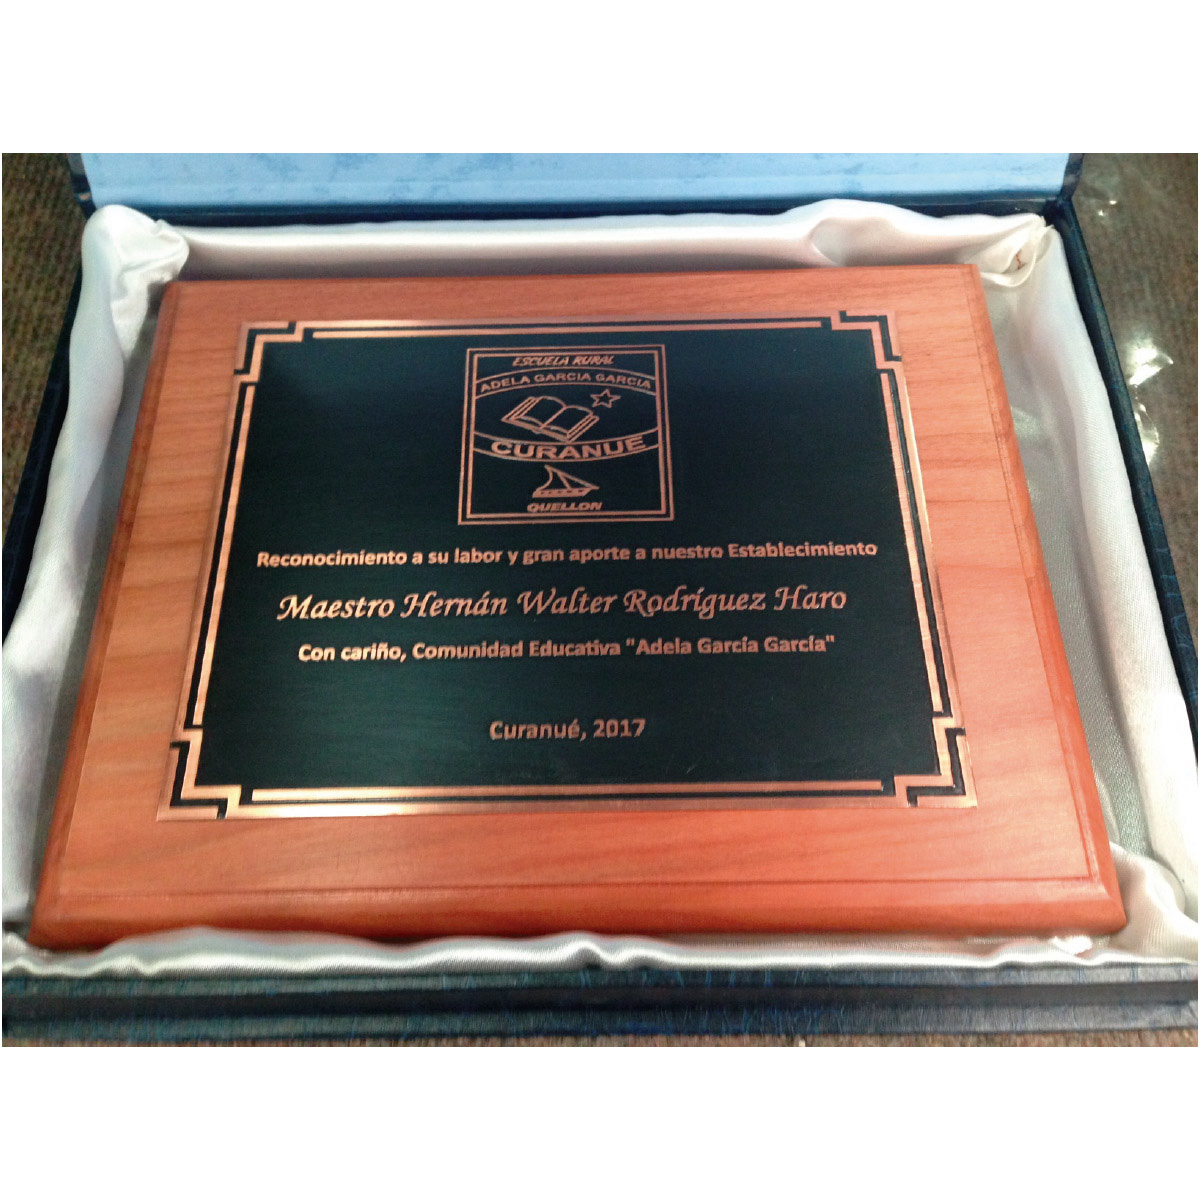 ESCUELA RURAL
ADELA GARCIA GARCIA
CURANUE
QUELLON
Reconocimiento a su labor y gran aporte a nuestro Establecimiento
Maestro Hernán Walter Rodríguez Haro
Con cariño, Comunidad Educativa "Adela García García"
Curanué, 2017